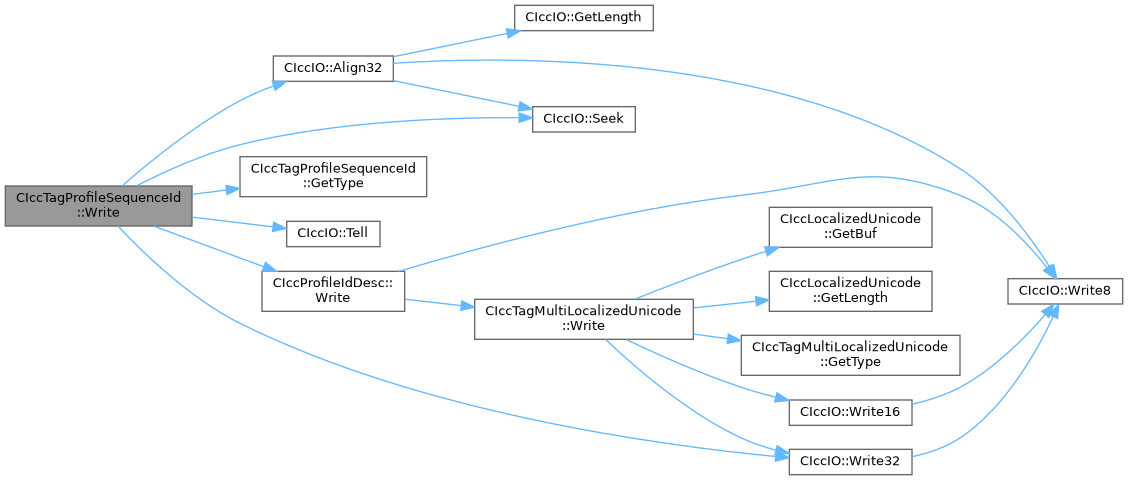 CIccIO::GetLength
CIccIO::Align32
CIccIO::Seek
CIccTagProfileSequenceId
::GetType
CIccTagProfileSequenceId
::Write
CIccIO::Tell
CIccLocalizedUnicode
::GetBuf
CIccProfileIdDesc::
Write
CIccLocalizedUnicode
::GetLength
CIccIO::Write8
CIccTagMultiLocalizedUnicode
::Write
CIccTagMultiLocalizedUnicode
::GetType
CIccIO::Write16
CIccIO::Write32